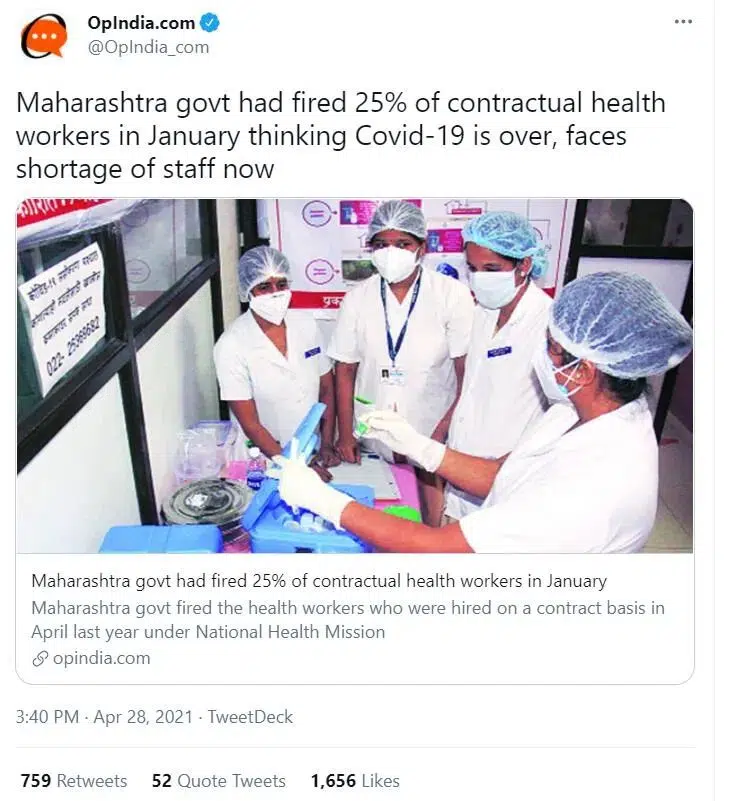 OpIndia.com
@OpIndia_com
Maharashtra govt had fired 25% of contractual health
workers in January thinking Covid-19 is over, faces
shortage of staff now
022- 26368682
Maharashtra govt had fired 25% of contractual health workers in January
Maharashtra govt fired the health workers who were hired on a contract basis in
April last year under National Health Mission
opindia.com
3:40 PM · Apr 28, 2021 · TweetDeck
759 Retweets 52 Quote Tweets 1,656 Likes